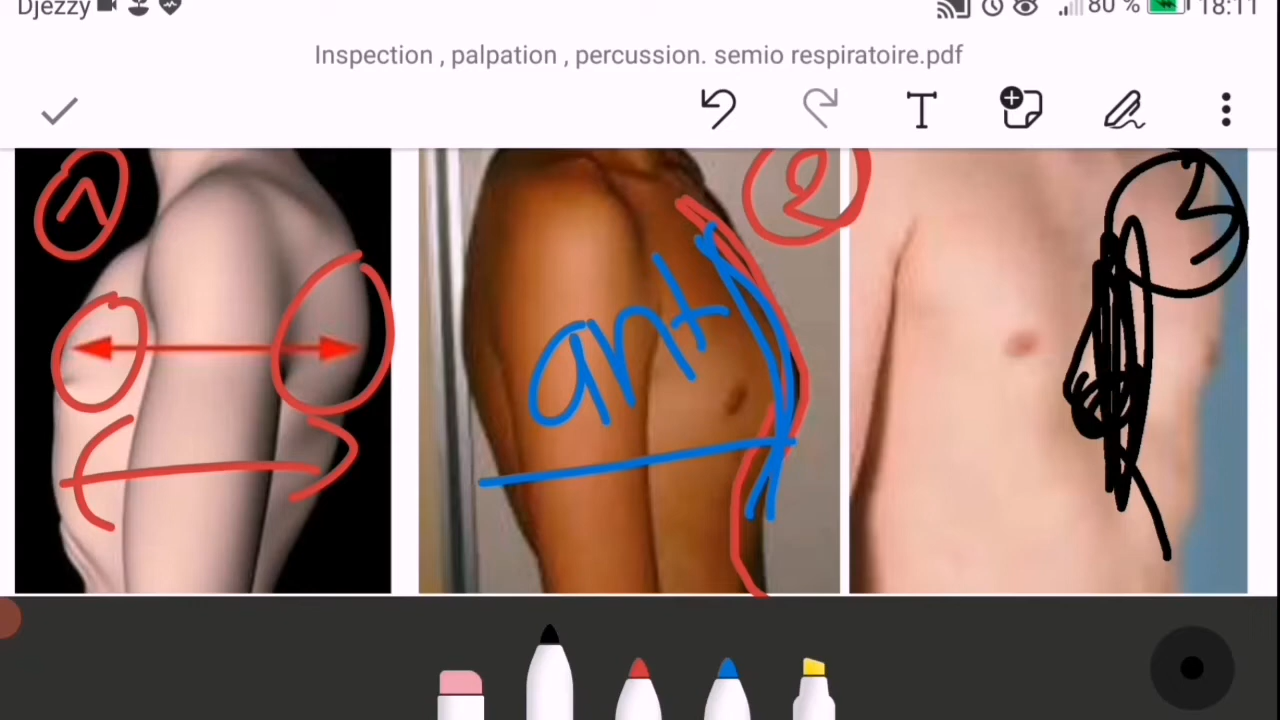 Djezzy
80 %
18:11
Inspection , palpation , percussion. semio respiratoire.pdf
T
1
2
3
ant